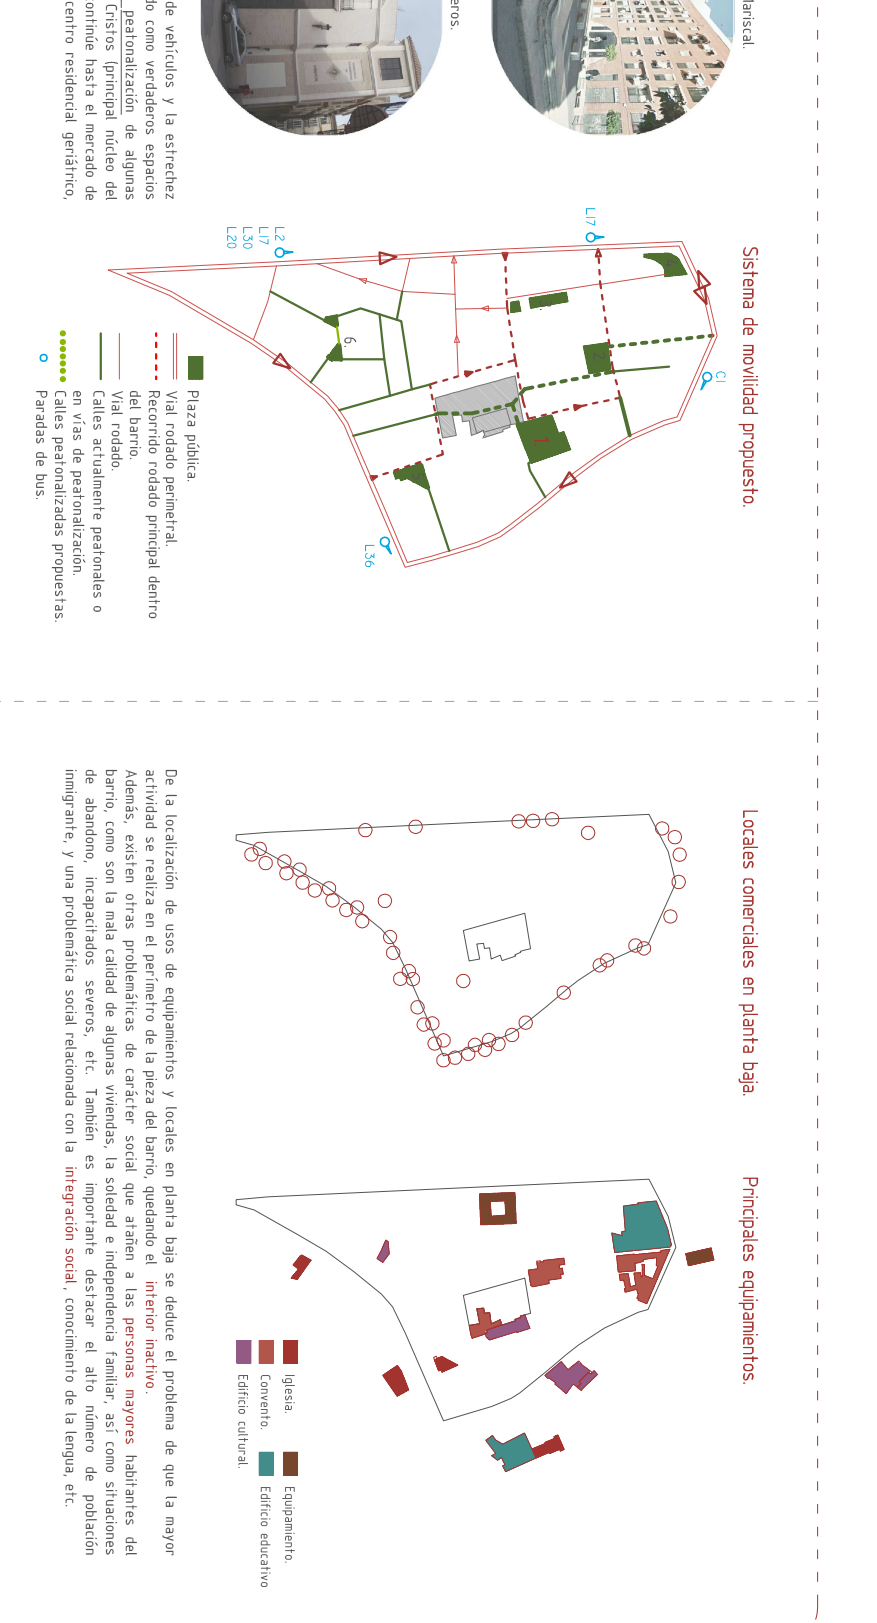 Mariscal.
eros.
de vehículos y la estrechez
do como verdaderos espacios
peatonalización de algunas
Cristos (principal núcleo del
ontinúe hasta el mercado de
centro residencial geriátrico,
Sistema de movilidad propuesto.
L17
C1
L2
L17
L30
L20
L36
2.
1.
6.
Plaza pública.
Vial rodado perimetral.
Recorrido rodado principal dentro
del barrio.
Vial rodado.
Calles actualmente peatonales o
en vías de peatonalización.
Calles peatonalizadas propuestas.
Paradas de bus.
Locales comerciales en planta baja.
Principales equipamientos.
Iglesia.
Convento.
Edificio cultural.
Equipamiento.
Edificio educativo
De la localización de usos de equipamientos y locales en planta baja se deduce el problema de que la mayor
actividad se realiza en el perímetro de la pieza del barrio, quedando el interior inactivo.
Además, existen otras problemáticas de carácter social que atañen a las personas mayores habitantes del
barrio, como son la mala calidad de algunas viviendas, la soledad e independencia familiar, así como situaciones
de abandono, incapacitados severos, etc. También es importante destacar el alto número de población
inmigrante, y una problemática social relacionada con la integración social, conocimiento de la lengua, etc.